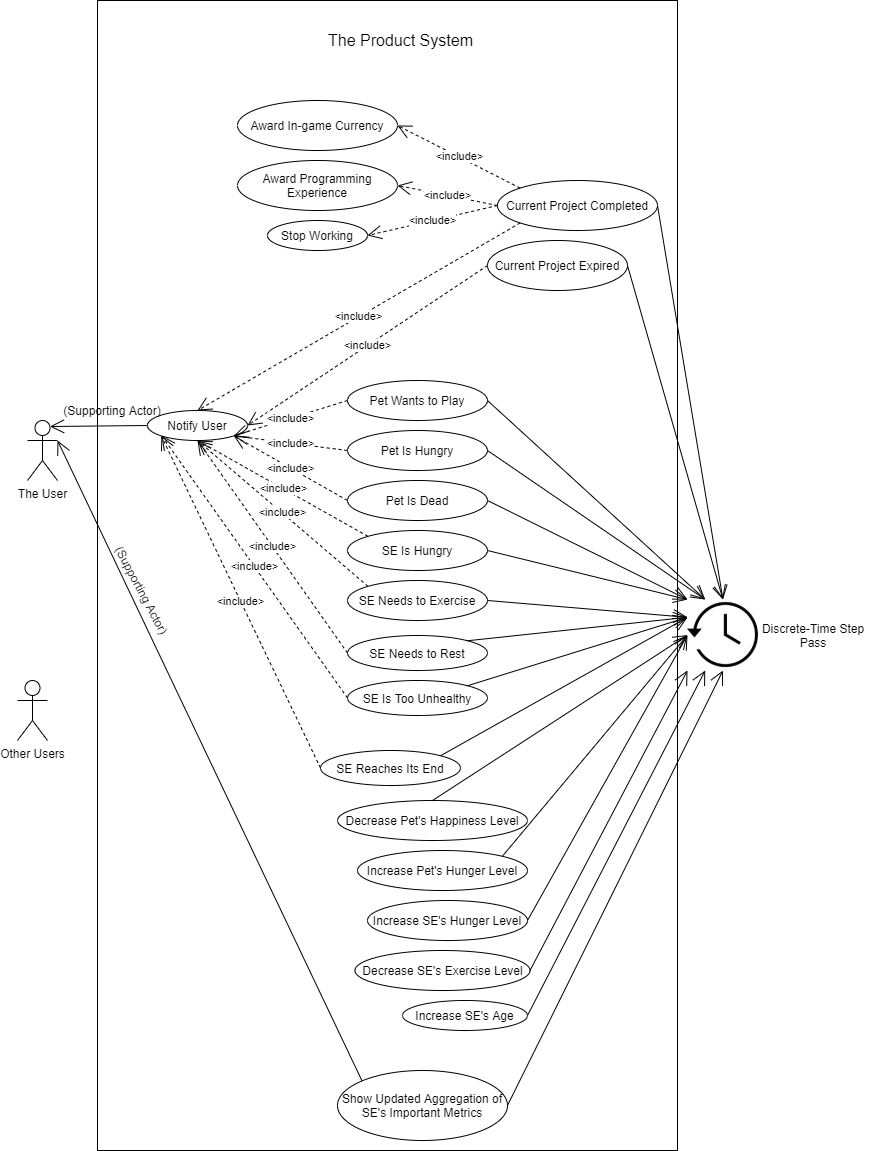 The Product System
Award In-game Currency
<include>
Award Programming
Experience
<include>
Current Project Completed
<include>
Stop Working
Current Project Expired
<include>
<include>
Pet Wants to Play
(Supporting Actor)
<include>
Notify User
<include>
Pet Is Hungry
<include>
The User
<include>
Pet Is Dead
<include>
<include>
SE Is Hungry
<include>
(Supporting Actor)
SE Needs to Exercise
<include>
Discrete-Time Step
Pass
SE Needs to Rest
SE Is Too Unhealthy
Other Users
SE Reaches Its End
Decrease Pet's Happiness Level
Increase Pet's Hunger Level
Increase SE's Hunger Level
Decrease SE's Exercise Level
Increase SE's Age
Show Updated Aggregation of
SE's Important Metrics